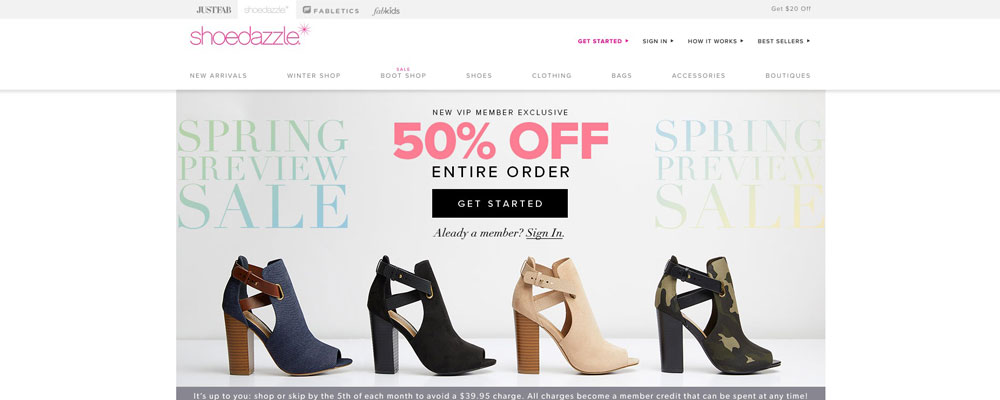 JUSTFAB shoedazzle FABLETICS fabkids Get $20 Off
shoedazzle
GET STARTED SIGN IN HOW IT WORKS BEST SELLERS
SALE
NEW ARRIVALS WINTER SHOP BOOT SHOP SHOES CLOTHING BAGS ACCESSORIES BOUTIQUES
NEW VIP MEMBER EXCLUSIVE
50% OFF
ENTIRE ORDER
GET STARTED
Aleady a member? Sign In.
SPRING
PREVIEW
SALE
SPRING
PREVIEW
SALE
It's up to you: shop or skip by the 5th of each month to avoid a $39.95 charge. All charges become a member credit that can be spent at any time!